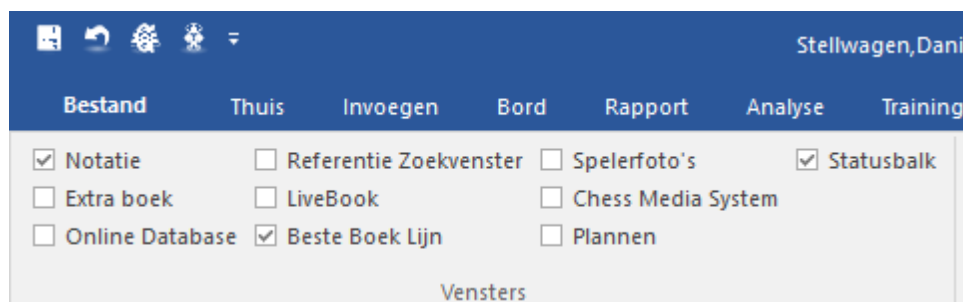 Stellwagen,Dani
Bestand Thuis Invoegen Bord Rapport Analyse Training
Notatie Referentie Zoekvenster Spelerfoto's Statusbalk
Extra boek LiveBook Chess Media System
Online Database Beste Boek Lijn Plannen
Vensters